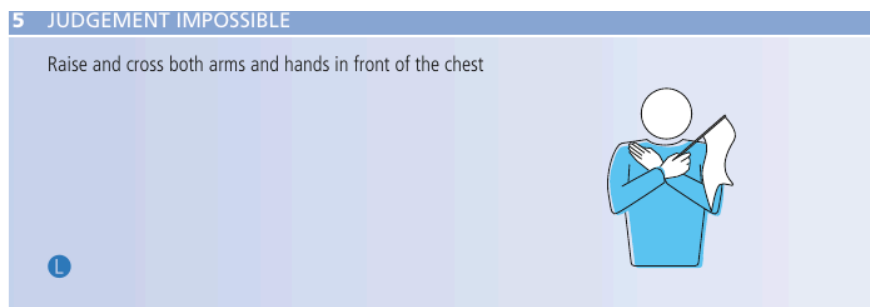 5 JUDGEMENT IMPOSSIBLE
Raise and cross both arms and hands in front of the chest
L